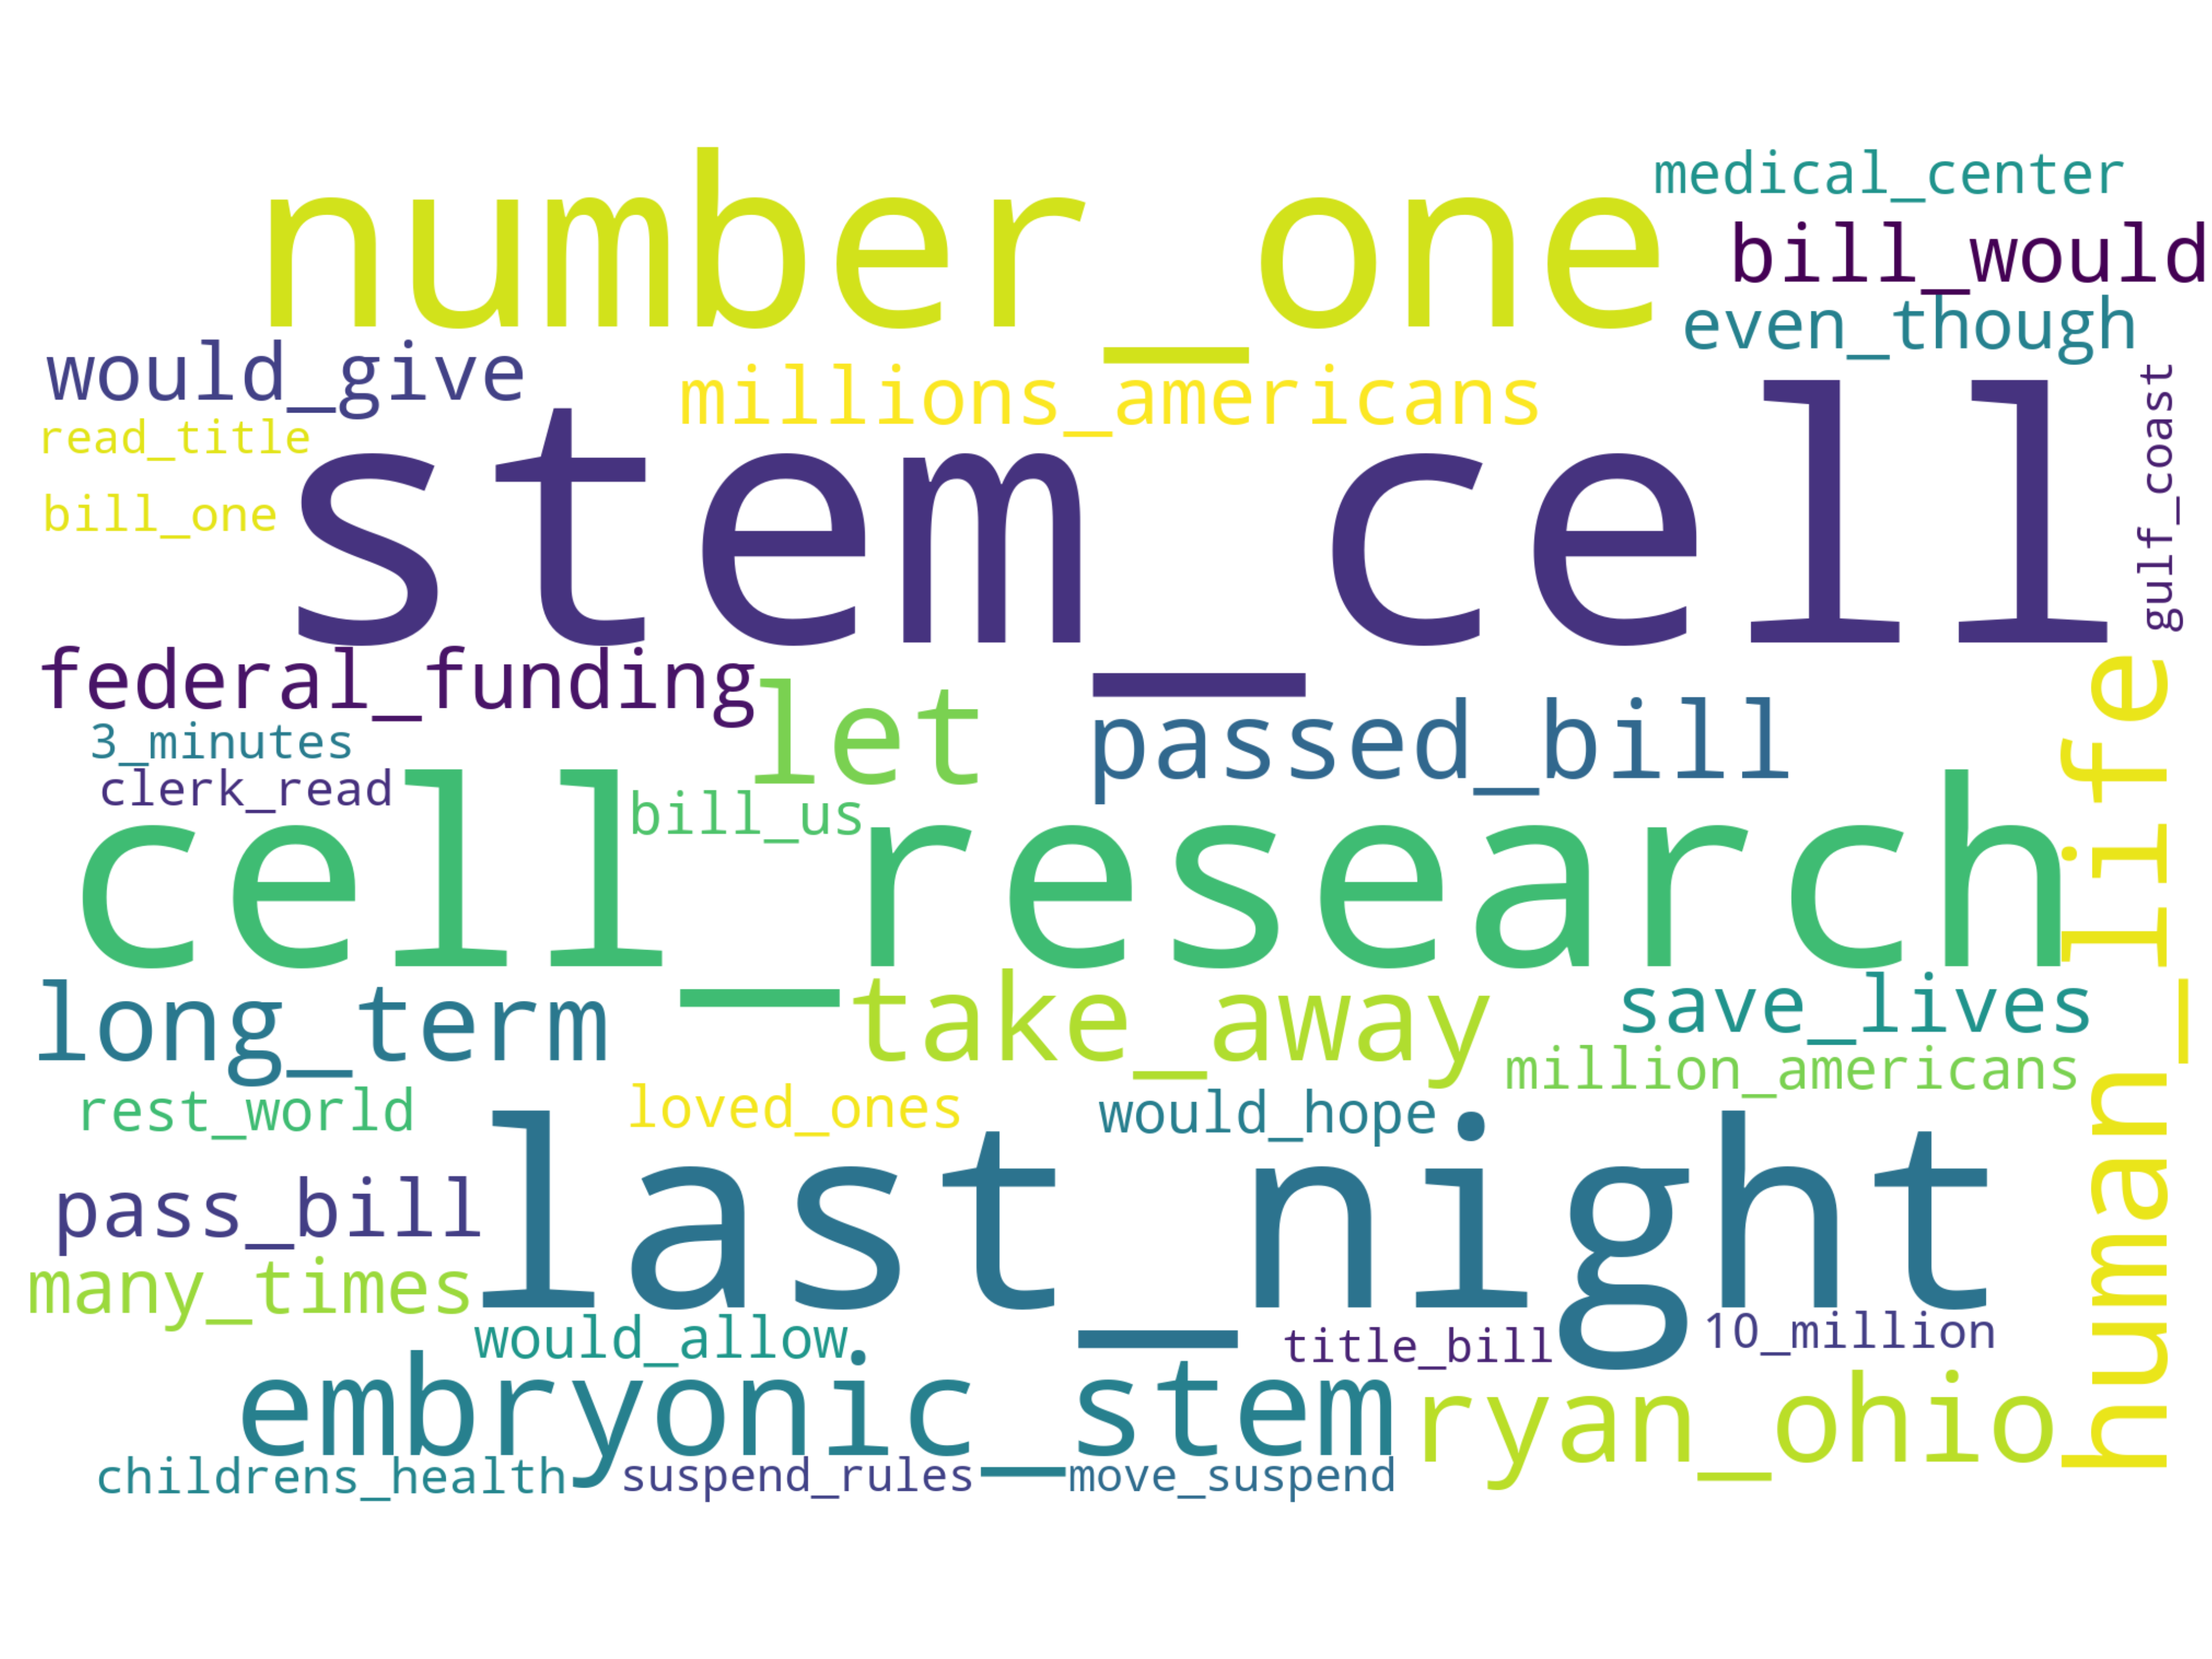 number_one
medical_center
bill_would
even_though
would_give
millions_americans
read_title
stem_cell
gulf_coast
bill_one
federal_funding
let
passed_bill
3_minutes
clerk_read
bill_us
cell_research
human_life
long_term
take_away
save_lives
million_americans
rest_world
loved_ones
would_hope
last_night
pass_bill
many_times
would_allow
title_bill
10_million
embryonic_stem
ryan_ohio
childrens_health
suspend_rules
move_suspend